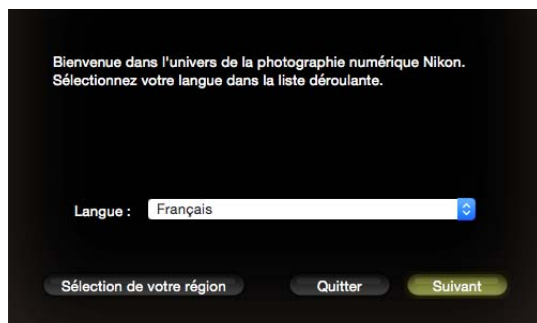 Bienvenue dans l'univers de la photographie numérique Nikon.
Sélectionnez votre langue dans la liste déroulante.
Langue : Français
Sélection de votre région Quitter Suivant